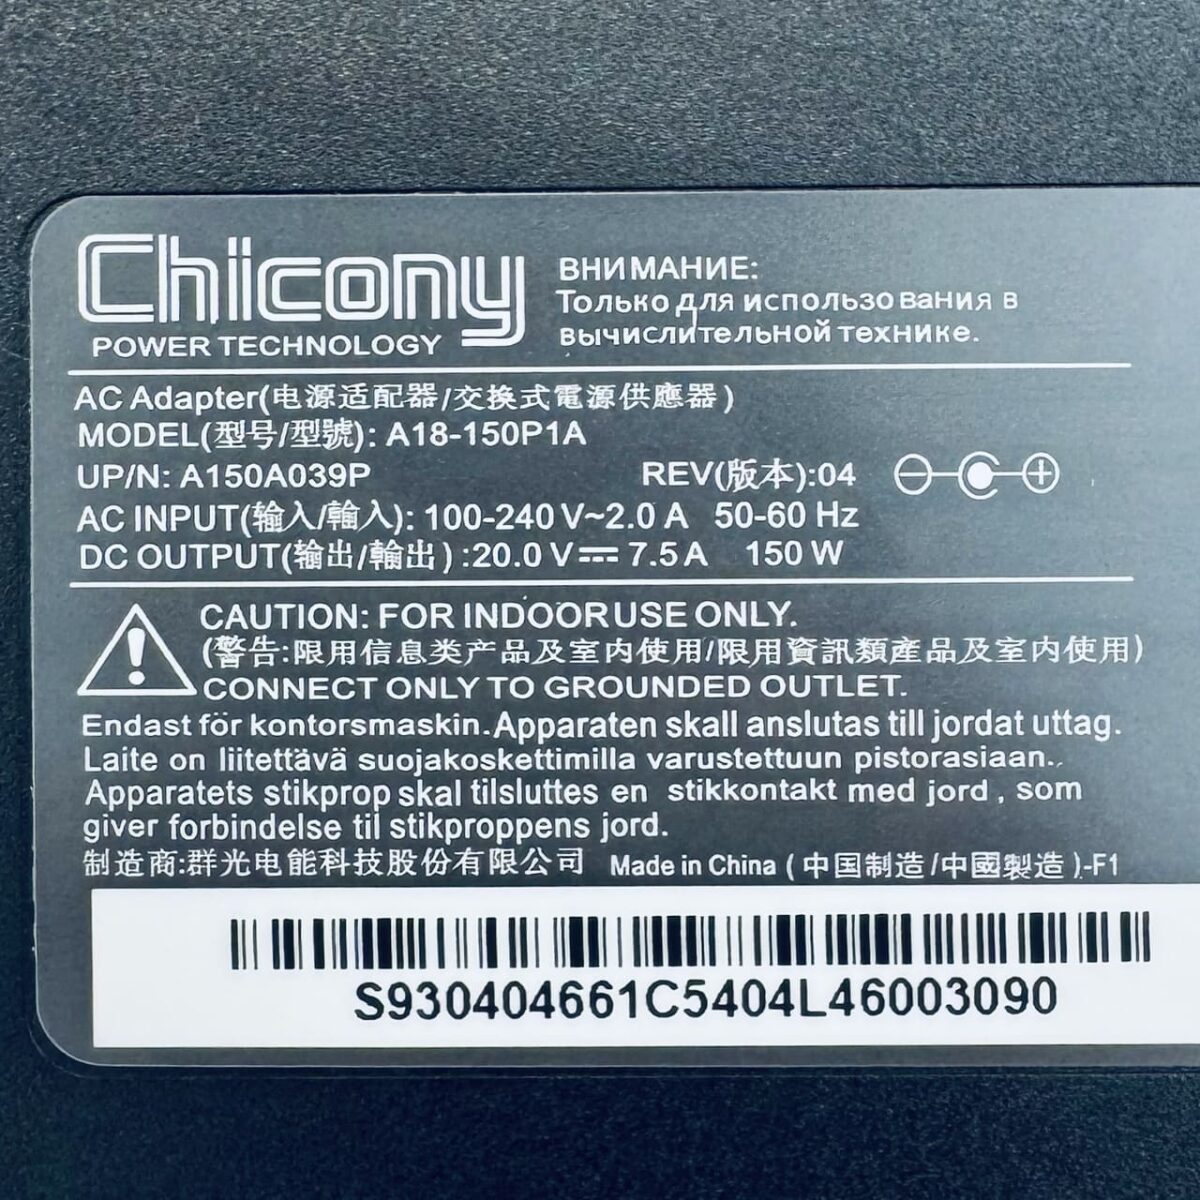 Chicony
POWER TECHNOLOGY
ВНИМАНИЕ:
Только для использования в
вычислительной технике.
AC Adapter(电源适配器/交换式電源供應器)
MODEL(型号/型號): A18-150P1A
UP/N: A150A039P REV(版本):04
AC INPUT(输入/輸入): 100-240 V~2.0 A 50-60 Hz
DC OUTPUT(输出/輸出) :20.0 V⎓ 7.5 A 150 W
CAUTION: FOR INDOOR USE ONLY.
(警告:限用信息类产品及室内使用/限用資訊類產品及室内使用)
CONNECT ONLY TO GROUNDED OUTLET.
Endast för kontorsmaskin.Apparaten skall anslutas till jordat uttag.
Laite on liitettävä suojakoskettimilla varustettuun pistorasiaan..
Apparatets stikprop skal tilsluttes en stikkontakt med jord , som
giver forbindelse til stikproppens jord.
制造商:群光电能科技股份有限公司 Made in China ( 中国制造/中國製造 )-F1
S930404661C5404L46003090